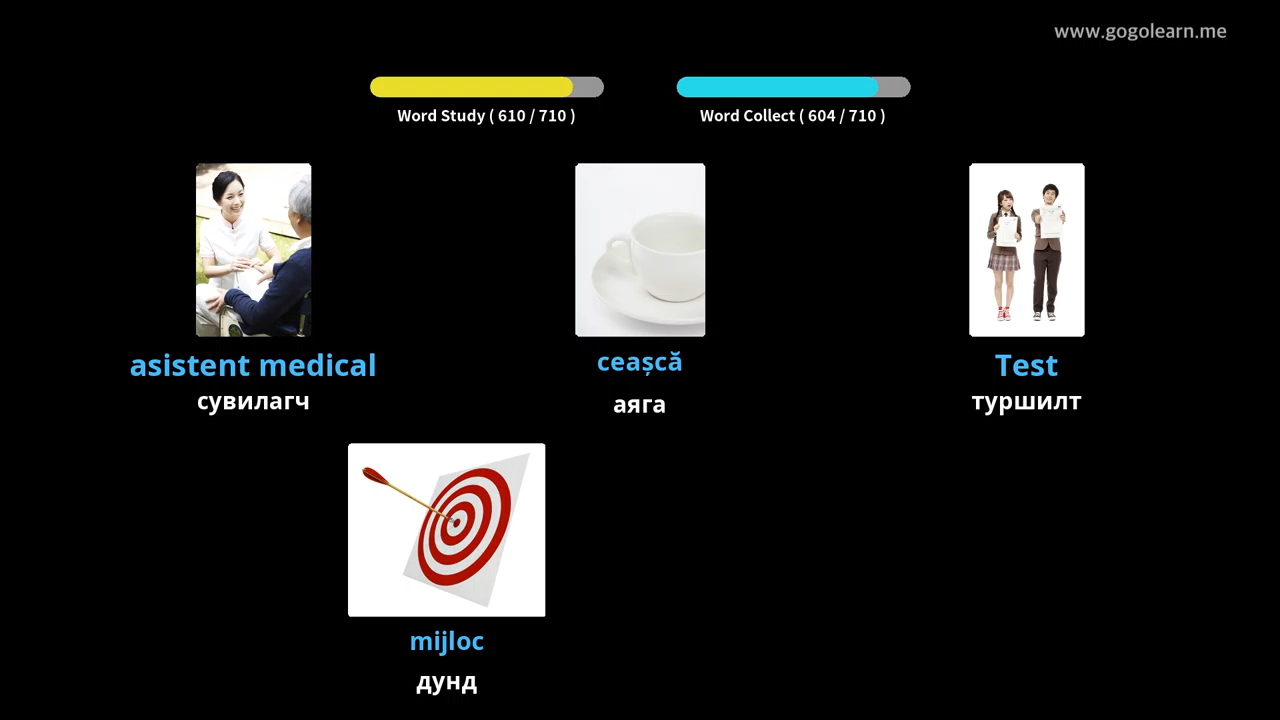 www.gogolearn.me
Word Study ( 610 / 710 )
Word Collect ( 604 / 710 )
asistent medical
сувилагч
ceașcă
аяга
Test
туршилт
mijloc
дунд